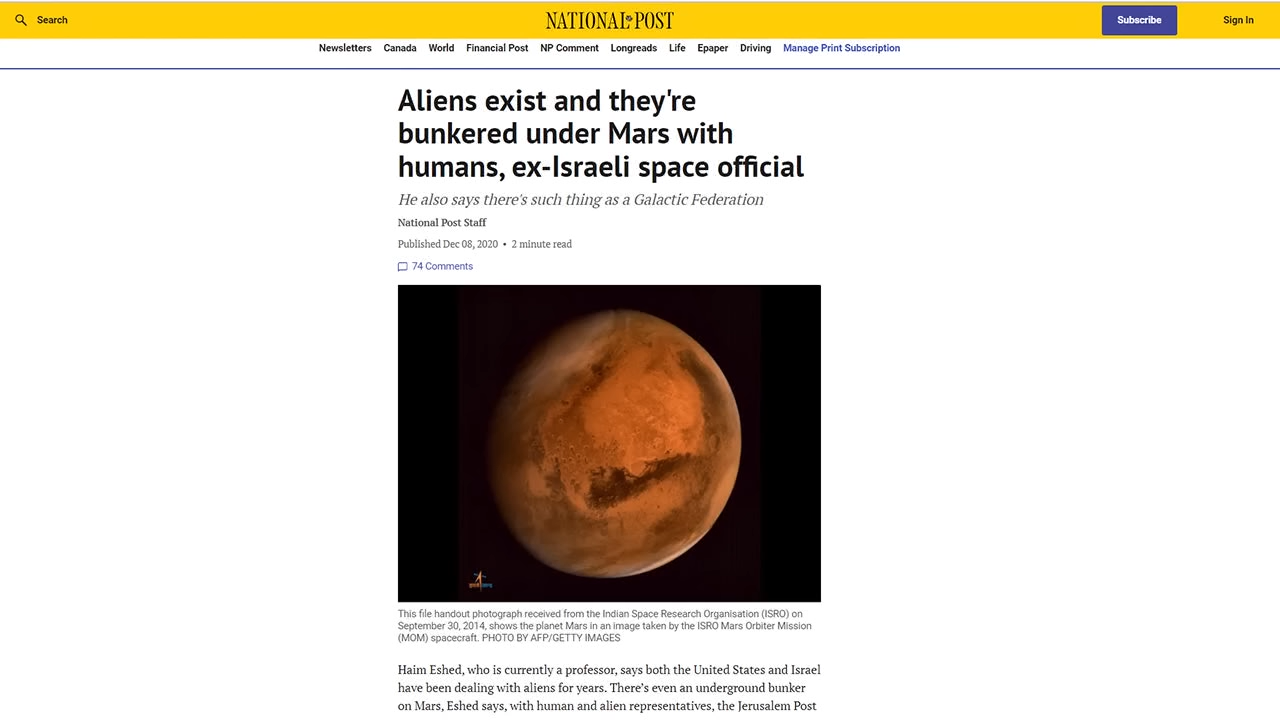 Search
NATIONAL POST
Subscribe
Sign In
Newsletters Canada World Financial Post NP Comment Longreads Life Epaper Driving Manage Print Subscription
Aliens exist and they're
bunkered under Mars with
humans, ex-Israeli space official
He also says there's such thing as a Galactic Federation
National Post Staff
Published Dec 08, 2020 • 2 minute read
74 Comments
This file handout photograph received from the Indian Space Research Organisation (ISRO) on
September 30, 2014, shows the planet Mars in an image taken by the ISRO Mars Orbiter Mission
(MOM) spacecraft. PHOTO BY AFP/GETTY IMAGES
Haim Eshed, who is currently a professor, says both the United States and Israel
have been dealing with aliens for years. There’s even an underground bunker
on Mars, Eshed says, with human and alien representatives, the Jerusalem Post